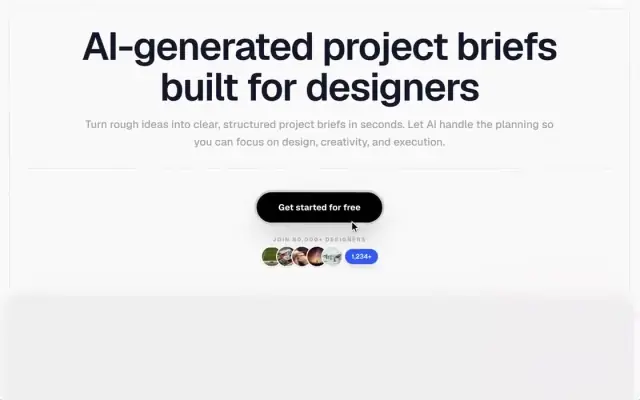 AI-generated project briefs
built for designers
Turn rough ideas into clear, structured project briefs in seconds. Let AI handle the planning so
you can focus on design, creativity, and execution.
Get started for free
JOIN 50,000+ DESIGNERS
1,234+